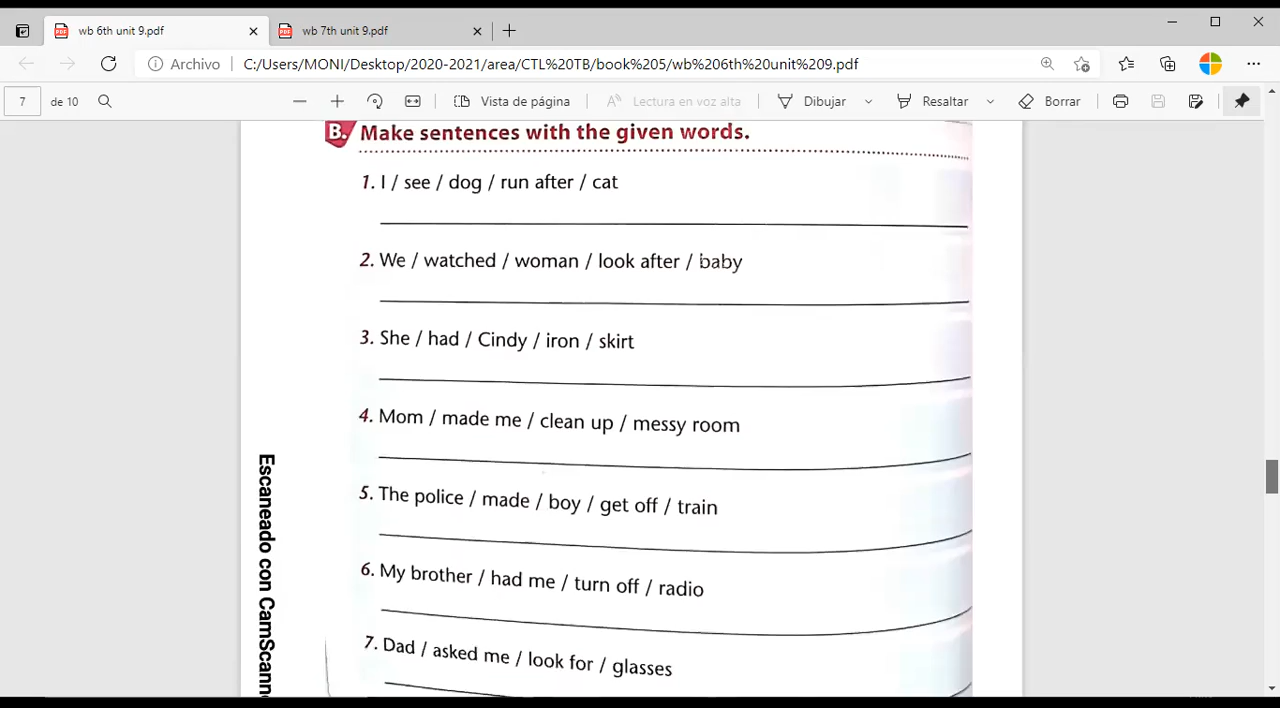 wb 6th unit 9.pdf
wb 7th unit 9.pdf
Archivo
C:/Users/MONI/Desktop/2020-2021/area/CTL%20TB/book%205/wb%206th%20unit%209.pdf
7 de 10
Vista de página
Lectura en voz alta
Dibujar
Resaltar
Borrar
B. Make sentences with the given words.
1. I / see / dog / run after / cat
2. We / watched / woman / look after / baby
3. She / had / Cindy / iron / skirt
4. Mom / made me / clean up / messy room
5. The police / made / boy / get off / train
6. My brother / had me / turn off / radio
7. Dad / asked me / look for / glasses
Escaneado con CamScann